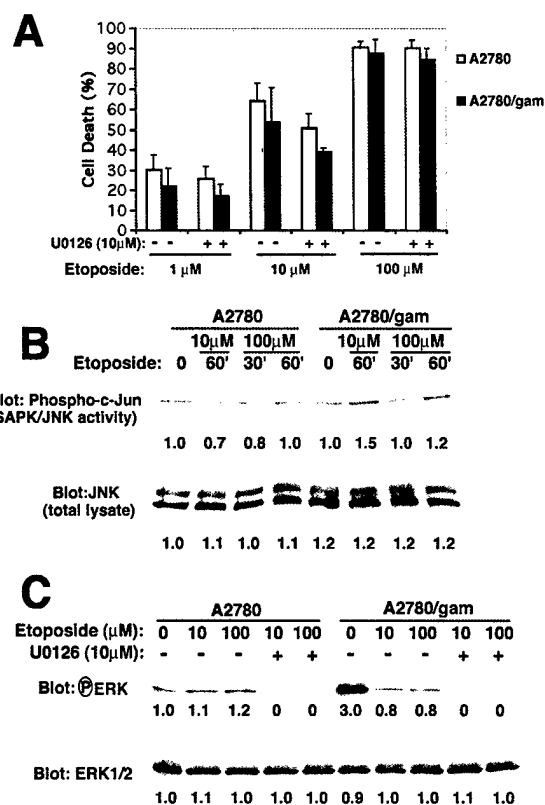 A
100
90
80
70
60
50
40
30
20
10
0
Cell Death (%)
A2780
A2780/gam
U0126 (10μM): - - + + - - + + - - + +
Etoposide: 1 μM 10 μM 100 μM
B
A2780 A2780/gam
10μM 100μM 10μM 100μM
Etoposide: 0 60' 30' 60' 0 60' 30' 60'
lot: Phospho-c-Jun
SAPK/JNK activity)
1.0 0.7 0.8 1.0 1.0 1.5 1.0 1.2
Blot:JNK
(total lysate)
1.0 1.1 1.0 1.1 1.2 1.2 1.2 1.2
C
A2780 A2780/gam
Etoposide (μM): 0 10 100 10 100 0 10 100 10 100
U0126 (10μM): - - - + + - - - + +
Blot: ⓅERK
1.0 1.1 1.2 0 0 3.0 0.8 0.8 0 0
Blot: ERK1/2
1.0 1.1 1.0 1.0 1.0 0.9 1.0 1.0 1.1 1.0